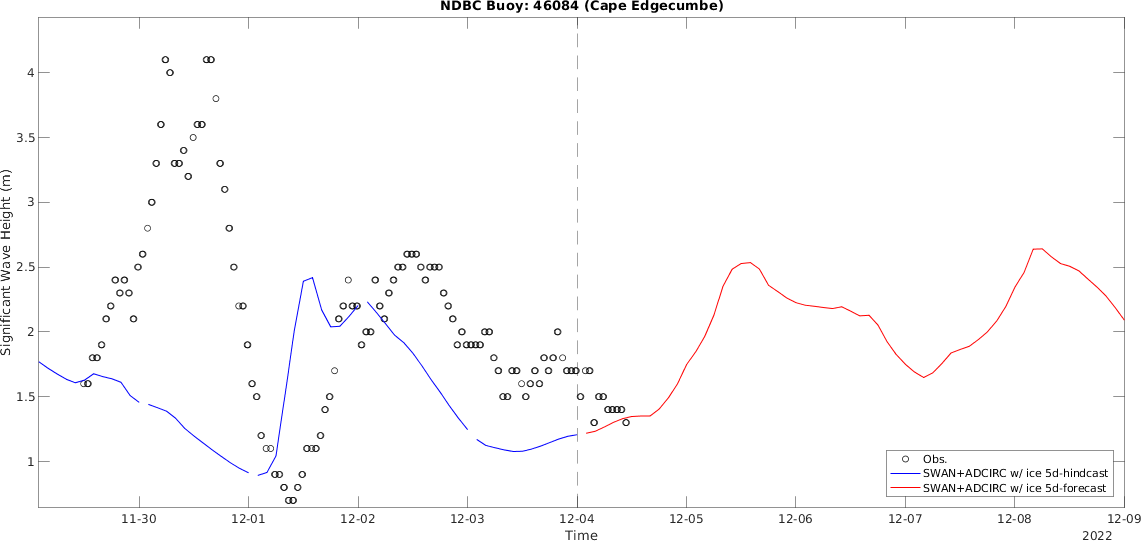 NDBC Buoy: 46084 (Cape Edgecumbe)
Significant Wave Height (m)
4
3.5
3
2.5
2
1.5
1
Obs.
SWAN+ADCIRC w/ ice 5d-hindcast
SWAN+ADCIRC w/ ice 5d-forecast
11-30 12-01 12-02 12-03 12-04 12-05 12-06 12-07 12-08 12-09
Time
2022